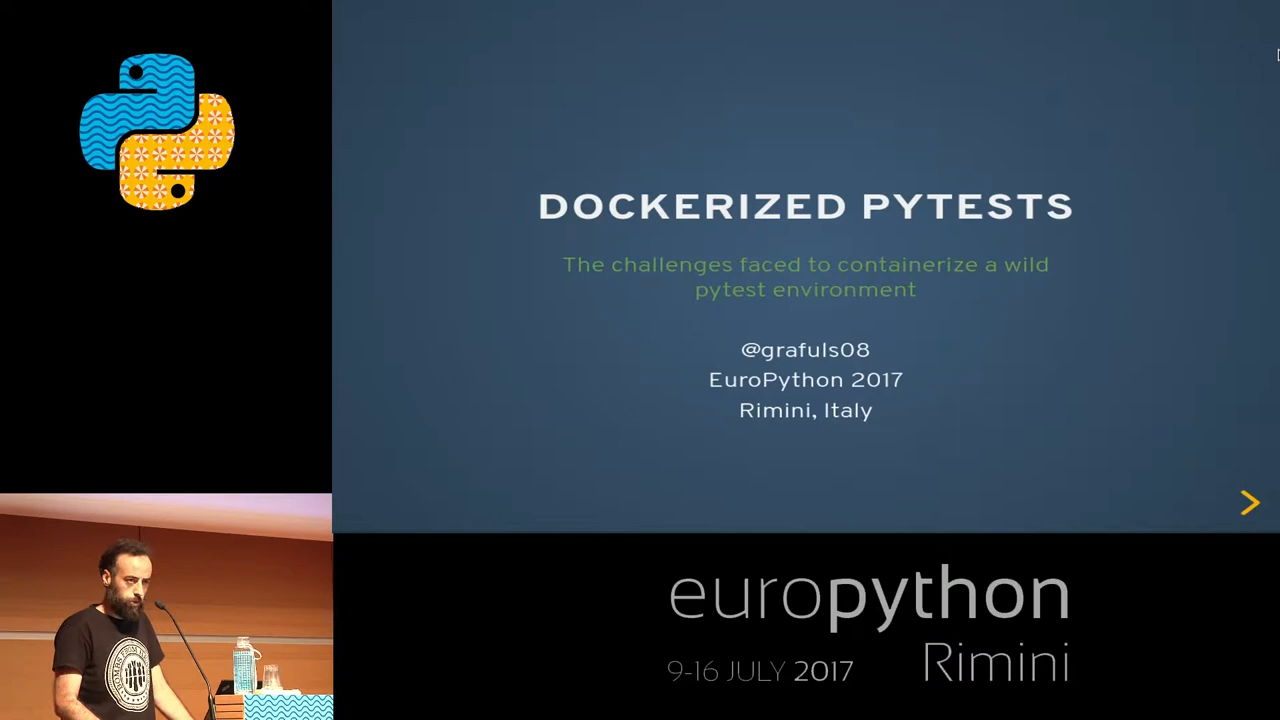 DOCKERIZED PYTESTS
The challenges faced to containerize a wild
pytest environment
@grafuls08
EuroPython 2017
Rimini, Italy
europython
9-16 JULY 2017
Rimini